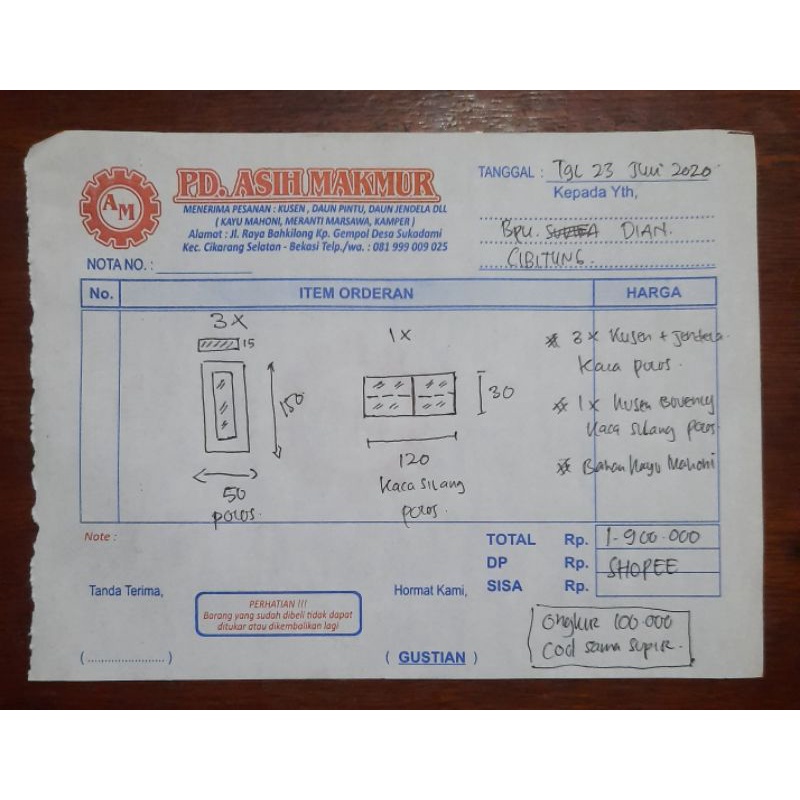 AM
PD. ASIH MAKMUR
MENERIMA PESANAN : KUSEN , DAUN PINTU, DAUN JENDELA DLL
( KAYU MAHONI, MERANTI MARSAWA, KAMPER )
Alamat : Jl. Raya Bahkilong Kp. Gempol Desa Sukadami
Kec. Cikarang Selatan - Bekasi Telp./wa. : 081 999 009 025
NOTA NO. :
TANGGAL : Tgl 23 Juni 2020
Kepada Yth,
Bpk. DIAN.
CIBITUNG.
No. ITEM ORDERAN HARGA
3X
15
150
50
polos.
1X
30
120
Kaca silang
polos.
3x Kusen + Jendela
Kaca polos.
1x Kusen Bovenly
Kaca silang polos
Bahan Kayu Mahoni
Note :
TOTAL Rp. 1.900.000
DP Rp. SHOPEE
SISA Rp.
Tanda Terima,
PERHATIAN !!!
Barang yang sudah dibeli tidak dapat
ditukar atau dikembalikan lagi
Hormat Kami,
(........................)
( GUSTIAN )
Ongkir 100.000
Cod sama supir.